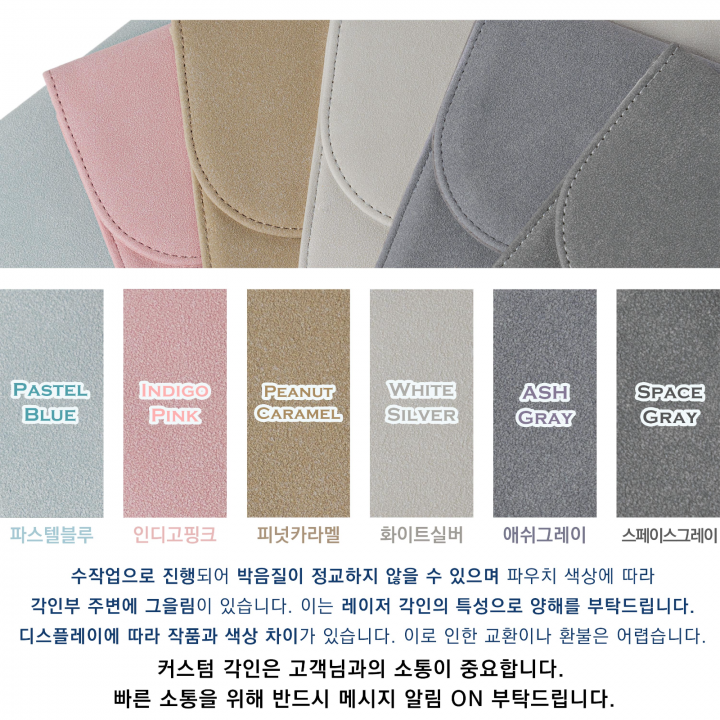 PASTEL BLUE
INDIGO PINK
PEANUT CARAMEL
WHITE SILVER
ASH GRAY
SPACE GRAY
파스텔블루
인디고핑크
피넛카라멜
화이트실버
애쉬그레이
스페이스그레이
수작업으로 진행되어 박음질이 정교하지 않을 수 있으며 파우치 색상에 따라
각인부 주변에 그을림이 있습니다. 이는 레이저 각인의 특성으로 양해를 부탁드립니다.
디스플레이에 따라 작품과 색상 차이가 있습니다. 이로 인한 교환이나 환불은 어렵습니다.
커스텀 각인은 고객님과의 소통이 중요합니다.
빠른 소통을 위해 반드시 메시지 알림 ON 부탁드립니다.